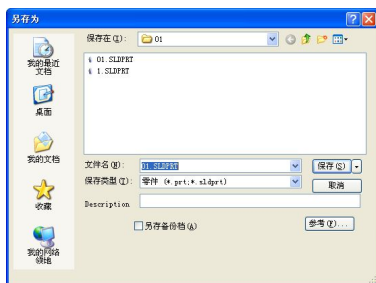 另存为
保存在(I):
01
我的最近
文档
桌面
我的文档
收藏
我的网络
领地
01.SLDPRT
1.SLDPRT
文件名(N):
01.SLDPRT
保存(S)
保存类型(T):
零件 (*.prt;*.sldprt)
取消
Description
另存备份档(A)
参考(F)...